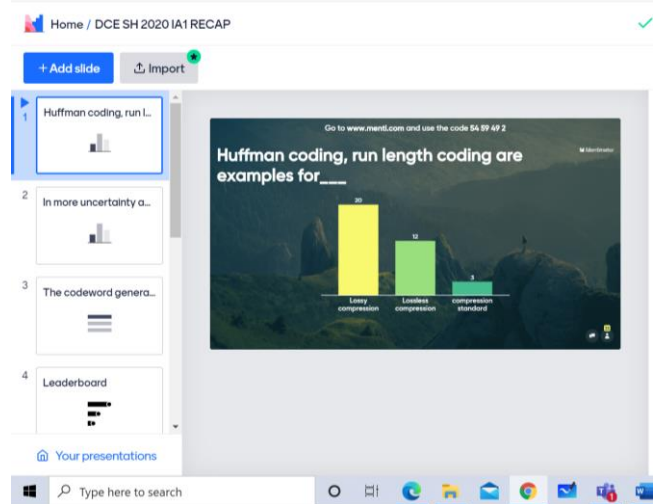 Home / DCE SH 2020 IA1 RECAP
+ Add slide
Import
1
Huffman coding, run l...
2
In more uncertainty a...
3
The codeword genera...
4
Leaderboard
Your presentations
Go to www.menti.com and use the code 54 59 49 2
Mentimeter
Huffman coding, run length coding are
examples for___
20
12
3
Lossy
compression
Lossless
compression
compression
standard
Type here to search